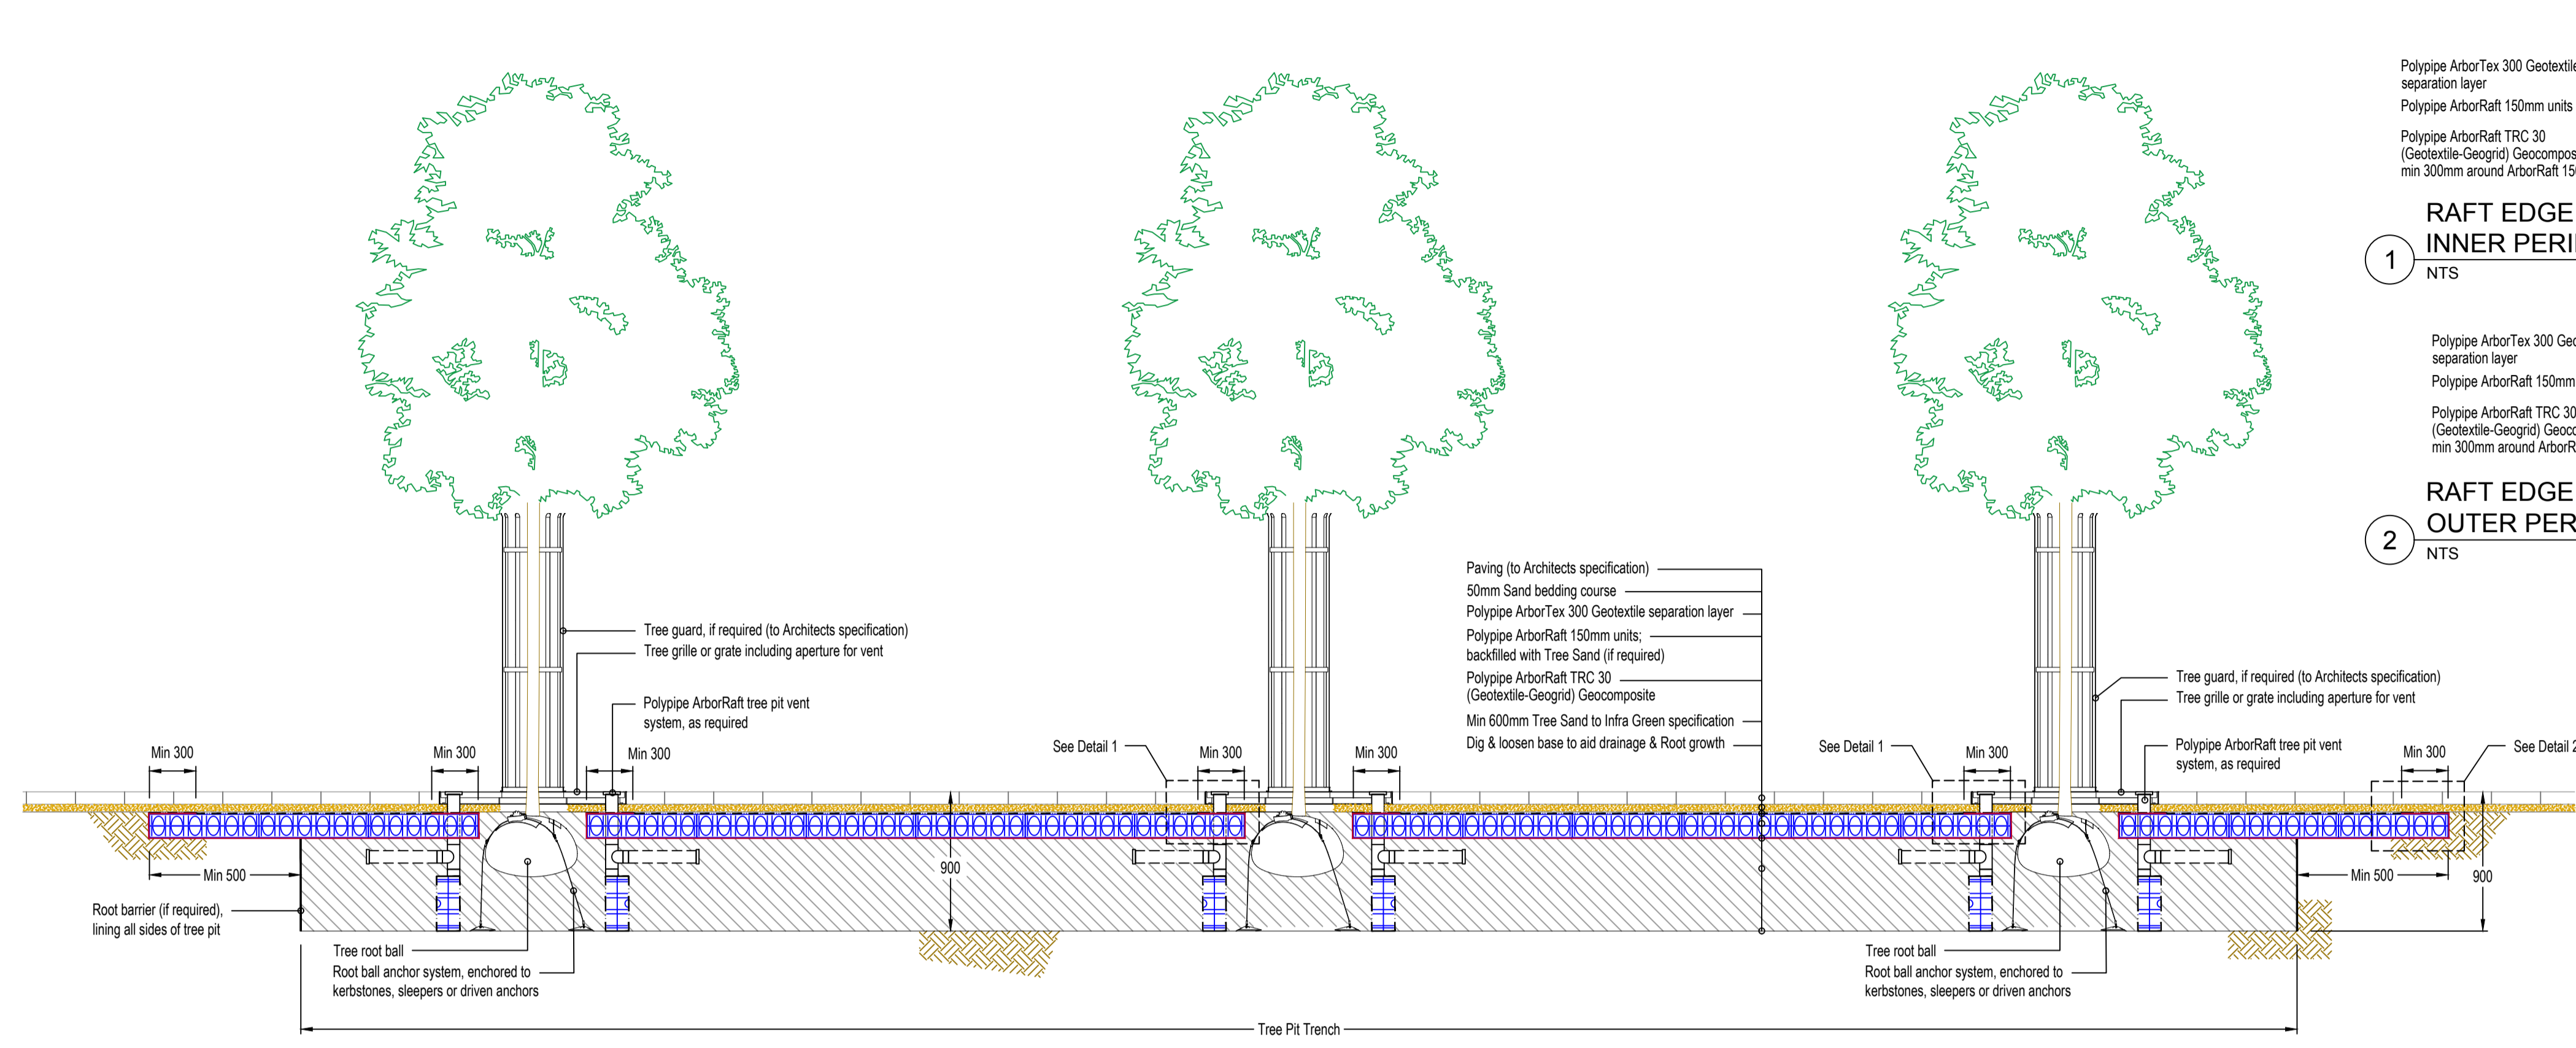 Polypipe ArborTex 300 Geotextile
separation layer
Polypipe ArborRaft 150mm units
Polypipe ArborRaft TRC 30
(Geotextile-Geogrid)
min 300mm around ArborRaft
RAFT EDGE
INNER
1
NTS
Polypipe ArborTex 300
separation layer
Polypipe ArborRaft 150mm
Polypipe ArborRaft TRC 30
(Geotextile-Geogrid)
min 300mm around
RAFT EDGE
OUTER
2
NTS
Paving (to Architects specification)
50mm Sand bedding course
Polypipe ArborTex 300 Geotextile separation layer
Polypipe ArborRaft 150mm units;
backfilled with Tree Sand (if required)
Polypipe ArborRaft TRC 30
(Geotextile-Geogrid) Geocomposite
Min 600mm Tree Sand to Infra Green specification
Dig & loosen base to aid drainage & Root growth
Tree guard, if required (to Architects specification)
Tree grille or grate including aperture for vent
Polypipe ArborRaft tree pit vent
system, as required
Tree guard, if required (to Architects specification)
Tree grille or grate including aperture for vent
Polypipe ArborRaft tree pit vent
system, as required
Min 300
Min 300
Min 300
See Detail 1
Min 300
Min 300
See Detail 1
Min 300
Min 300
See Detail 2
Min 500
900
Min 500
900
Root barrier (if required),
lining all sides of tree pit
Tree root ball
Root ball anchor system, enchored to
kerbstones, sleepers or driven anchors
Tree root ball
Root ball anchor system, enchored to
kerbstones, sleepers or driven anchors
Tree Pit Trench